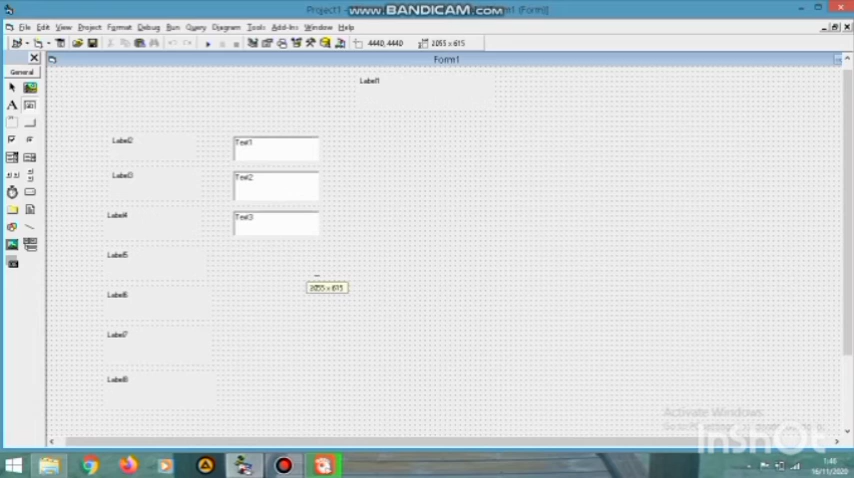 www.BANDICAM.com
Project1 -
Form1 (Form)]
File Edit View Project Format Debug Run Query Diagram Tools Add-Ins Window Help
4440, 4440
2055 x 615
General
Form1
Label1
Label2
Text1
Label3
Text2
Label4
Text3
Label5
2055 x 615
Label6
Label7
Label8
Activate Windows
InShot
1:46
16/11/2020